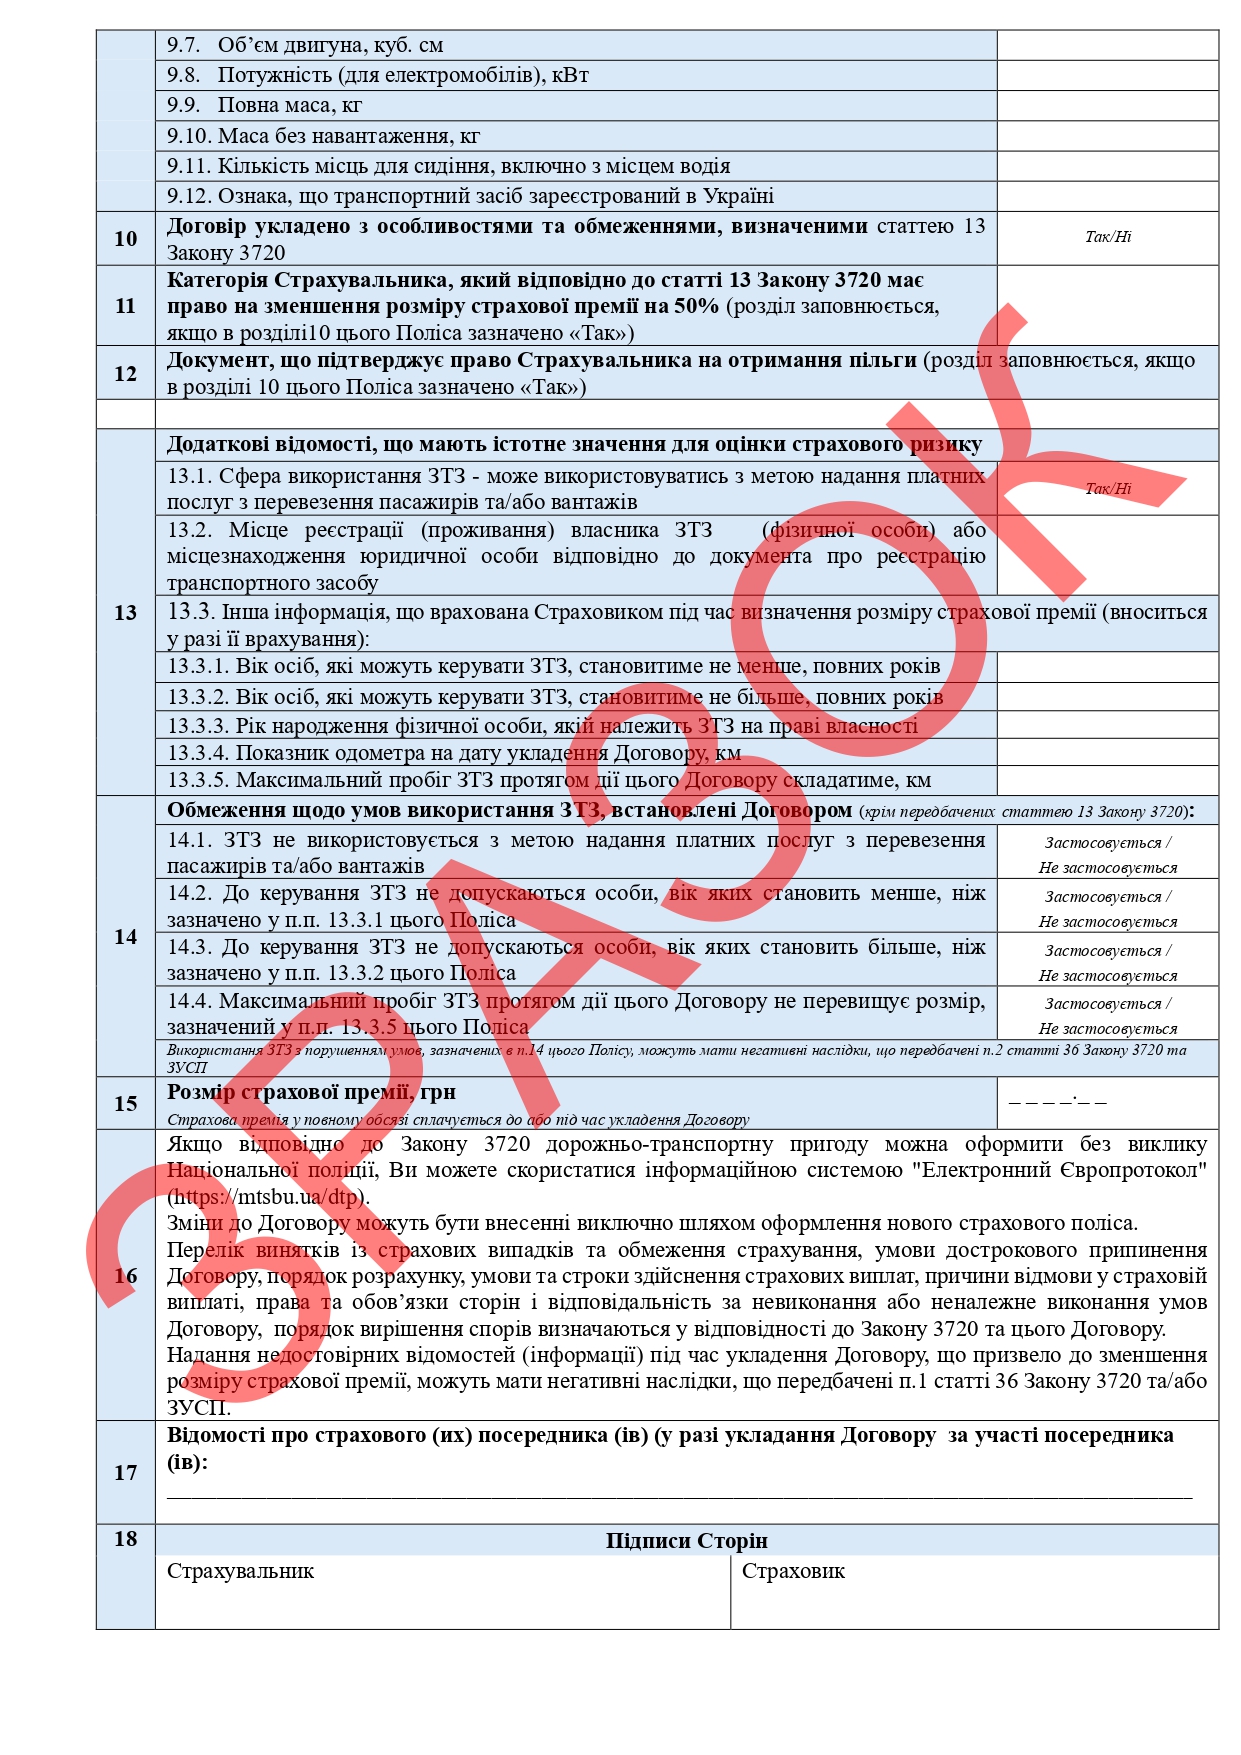 9.7. Об’єм двигуна, куб. см
9.8. Потужність (для електромобілів), кВт
9.9. Повна маса, кг
9.10. Маса без навантаження, кг
9.11. Кількість місць для сидіння, включно з місцем водія
9.12. Ознака, що транспортний засіб зареєстрований в Україні
10
Договір укладено з особливостями та обмеженнями, визначеними статтею 13
Закону 3720
Так/Ні
11
Категорія Страхувальника, який відповідно до статті 13 Закону 3720 має
право на зменшення розміру страхової премії на 50% (розділ заповнюється,
якщо в розділі10 цього Поліса зазначено «Так»)
12
Документ, що підтверджує право Страхувальника на отримання пільги (розділ заповнюється, якщо
в розділі 10 цього Поліса зазначено «Так»)
13
Додаткові відомості, що мають істотне значення для оцінки страхового ризику
13.1. Сфера використання ЗТЗ - може використовуватись з метою надання платних
послуг з перевезення пасажирів та/або вантажів
Так/Ні
13.2. Місце реєстрації (проживання) власника ЗТЗ (фізичної особи) або
місцезнаходження юридичної особи відповідно до документа про реєстрацію
транспортного засобу
13.3. Інша інформація, що врахована Страховиком під час визначення розміру страхової премії (вноситься
у разі її врахування):
13.3.1. Вік осіб, які можуть керувати ЗТЗ, становитиме не менше, повних років
13.3.2. Вік осіб, які можуть керувати ЗТЗ, становитиме не більше, повних років
13.3.3. Рік народження фізичної особи, якій належить ЗТЗ на праві власності
13.3.4. Показник одометра на дату укладення Договору, км
13.3.5. Максимальний пробіг ЗТЗ протягом дії цього Договору складатиме, км
14
Обмеження щодо умов використання ЗТЗ, встановлені Договором (крім передбачених статтею 13 Закону 3720):
14.1. ЗТЗ не використовується з метою надання платних послуг з перевезення
пасажирів та/або вантажів
Застосовується /
Не застосовується
14.2. До керування ЗТЗ не допускаються особи, вік яких становить менше, ніж
зазначено у п.п. 13.3.1 цього Поліса
Застосовується /
Не застосовується
14.3. До керування ЗТЗ не допускаються особи, вік яких становить більше, ніж
зазначено у п.п. 13.3.2 цього Поліса
Застосовується /
Не застосовується
14.4. Максимальний пробіг ЗТЗ протягом дії цього Договору не перевищує розмір,
зазначений у п.п. 13.3.5 цього Поліса
Застосовується /
Не застосовується
Використання ЗТЗ з порушенням умов, зазначених в п.14 цього Полісу, можуть мати негативні наслідки, що передбачені п.2 статті 36 Закону 3720 та
ЗУСП
15
Розмір страхової премії, грн
Страхова премія у повному обсязі сплачується до або під час укладення Договору
_ _ _ _._ _
16
Якщо відповідно до Закону 3720 дорожньо-транспортну пригоду можна оформити без виклику
Національної поліції, Ви можете скористатися інформаційною системою "Електронний Європротокол"
(https://mtsbu.ua/dtp).
Зміни до Договору можуть бути внесенні виключно шляхом оформлення нового страхового поліса.
Перелік винятків із страхових випадків та обмеження страхування, умови дострокового припинення
Договору, порядок розрахунку, умови та строки здійснення страхових виплат, причини відмови у страховій
виплаті, права та обов’язки сторін і відповідальність за невиконання або неналежне виконання умов
Договору, порядок вирішення спорів визначаються у відповідності до Закону 3720 та цього Договору.
Надання недостовірних відомостей (інформації) під час укладення Договору, що призвело до зменшення
розміру страхової премії, можуть мати негативні наслідки, що передбачені п.1 статті 36 Закону 3720 та/або
ЗУСП.
17
Відомості про страхового (их) посередника (ів) (у разі укладання Договору за участі посередника
(ів):
18
Підписи Сторін
Страхувальник
Страховик
ЗРАЗОК